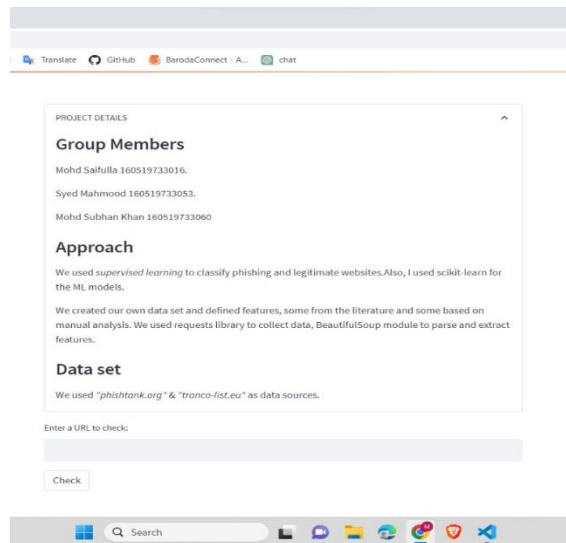 Translate GitHub BarodaConnect - A... chat
PROJECT DETAILS
Group Members
Mohd Saifulla 160519733016.
Syed Mahmood 160519733053.
Mohd Subhan Khan 160519733060
Approach
We used supervised learning to classify phishing and legitimate websites.Also, I used scikit-learn for
the ML models.
We created our own data set and defined features, some from the literature and some based on
manual analysis. We used requests library to collect data, BeautifulSoup module to parse and extract
features.
Data set
We used "phishtank.org" & "tranco-list.eu" as data sources.
Enter a URL to check:
Check
Search